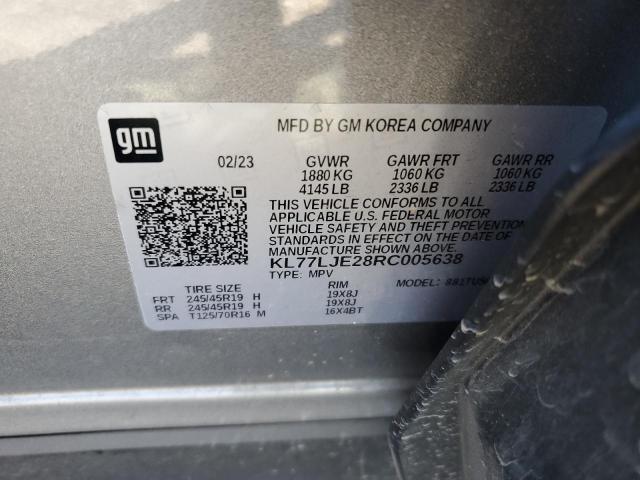 gm
MFD BY GM KOREA COMPANY
02/23 GVWR GAWR FRT GAWR RR
1880 KG 1060 KG 1060 KG
4145 LB 2336 LB 2336 LB
THIS VEHICLE CONFORMS TO ALL
APPLICABLE U.S. FEDERAL MOTOR
VEHICLE SAFETY AND THEFT
STANDARDS IN EFFECT ON DATE OF
MANUFACTURE SHOWN ABOVE.
KL77LJE28RC005638
TYPE: MPV MODEL:
TIRE SIZE RIM
FRT 245/45R19 H 19X8J
RR 245/45R19 H 19X8J
SPA T125/70R16 M 16X4BT